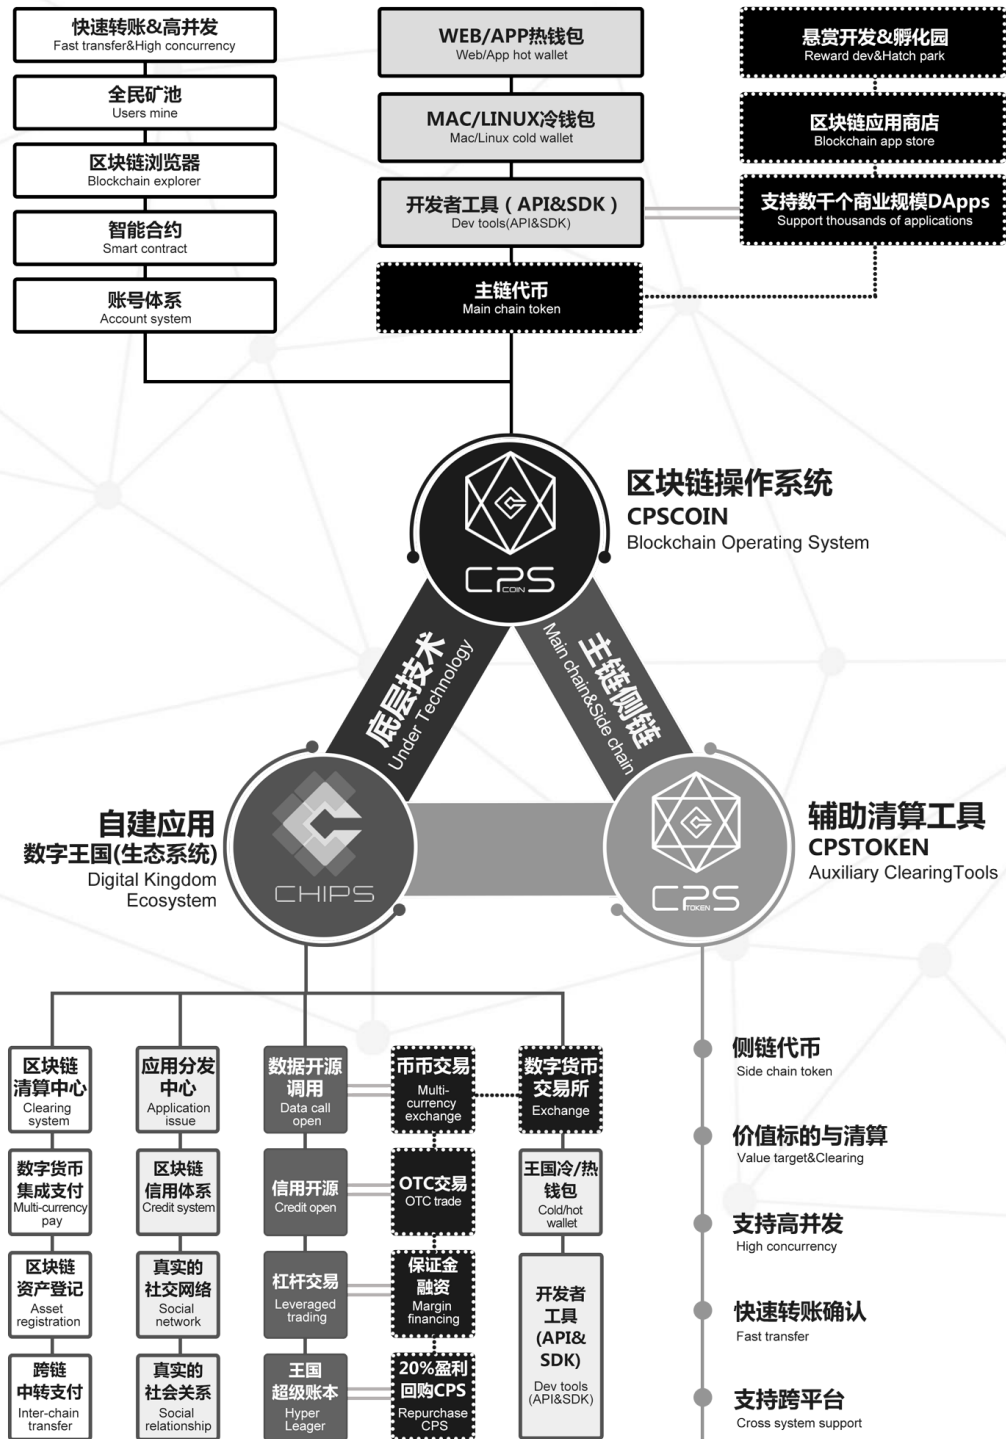 快速转账&高并发
Fast transfer&High concurrency
全民矿池
Users mine
区块链浏览器
Blockchain explorer
智能合约
Smart contract
账号体系
Account system
WEB/APP热钱包
Web/App hot wallet
MAC/LINUX冷钱包
Mac/Linux cold wallet
开发者工具（API&SDK）
Dev tools(API&SDK)
主链代币
Main chain token
悬赏开发&孵化园
Reward dev&Hatch park
区块链应用商店
Blockchain app store
支持数千个商业规模DApps
Support thousands of applications
CPS
COIN
区块链操作系统
CPSCOIN
Blockchain Operating System
底层技术
Under Technology
主链侧链
Main chain&Side chain
自建应用
数字王国(生态系统)
Digital Kingdom
Ecosystem
CHIPS
CPS
TOKEN
辅助清算工具
CPSTOKEN
Auxiliary ClearingTools
区块链
清算中心
Clearing
system
数字货币
集成支付
Multi-currency
pay
区块链
资产登记
Asset
registration
跨链
中转支付
Inter-chain
transfer
应用分发
中心
Application
issue
区块链
信用体系
Credit system
真实的
社交网络
Social
network
真实的
社会关系
Social
relationship
数据开源
调用
Data call
open
信用开源
Credit open
杠杆交易
Leveraged
trading
王国
超级账本
Hyper
Leager
币币交易
Multi-
currency
exchange
OTC交易
OTC trade
保证金
融资
Margin
financing
20%盈利
回购CPS
Repurchase
CPS
数字货币
交易所
Exchange
王国冷/热
钱包
Cold/hot
wallet
开发者
工具
(API&
SDK)
Dev tools
(API&SDK)
侧链代币
Side chain token
价值标的与清算
Value target&Clearing
支持高并发
High concurrency
快速转账确认
Fast transfer
支持跨平台
Cross system support